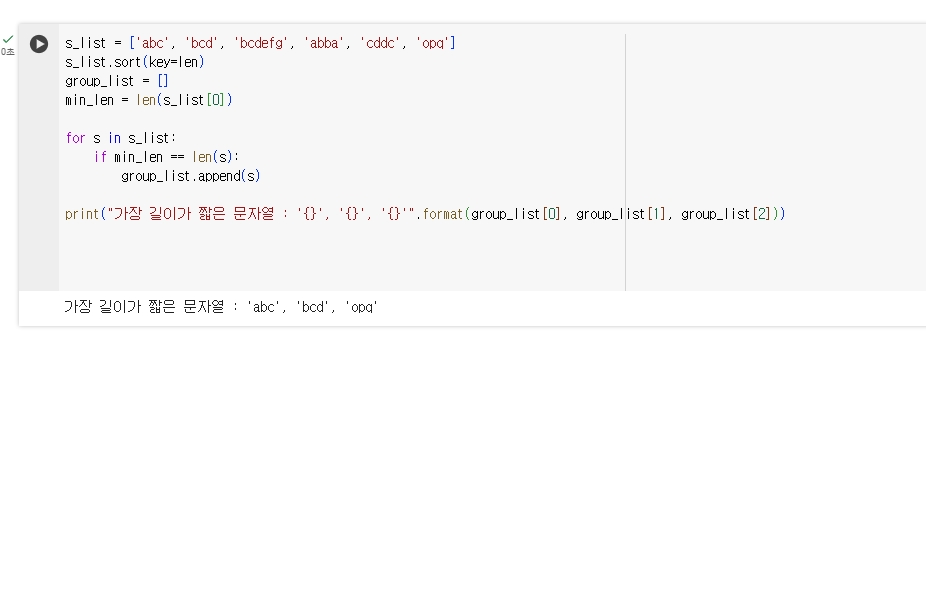 0초
s_list = ['abc', 'bcd', 'bcdefg', 'abba', 'cddc', 'opq']
s_list.sort(key=len)
group_list = []
min_len = len(s_list[0])
for s in s_list:
if min_len == len(s):
group_list.append(s)
print("가장 길이가 짧은 문자열 : '{}', '{}', '{}'".format(group_list[0], group_list[1], group_list[2]))
가장 길이가 짧은 문자열 : 'abc', 'bcd', 'opq'